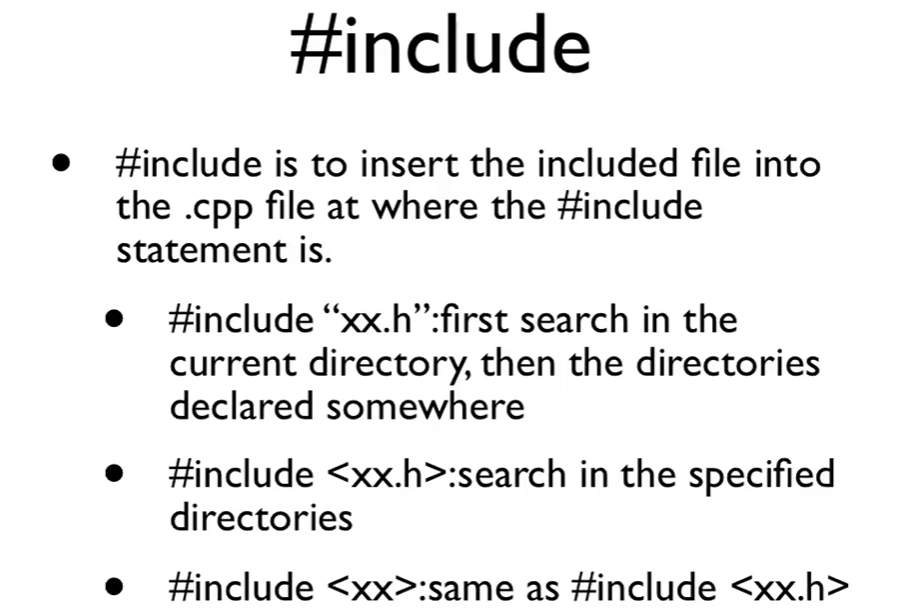 #include
• #include is to insert the included file into
the .cpp file at where the #include
statement is.
• #include “xx.h”:first search in the
current directory, then the directories
declared somewhere
• #include <xx.h>:search in the specified
directories
• #include <xx>:same as #include <xx.h>